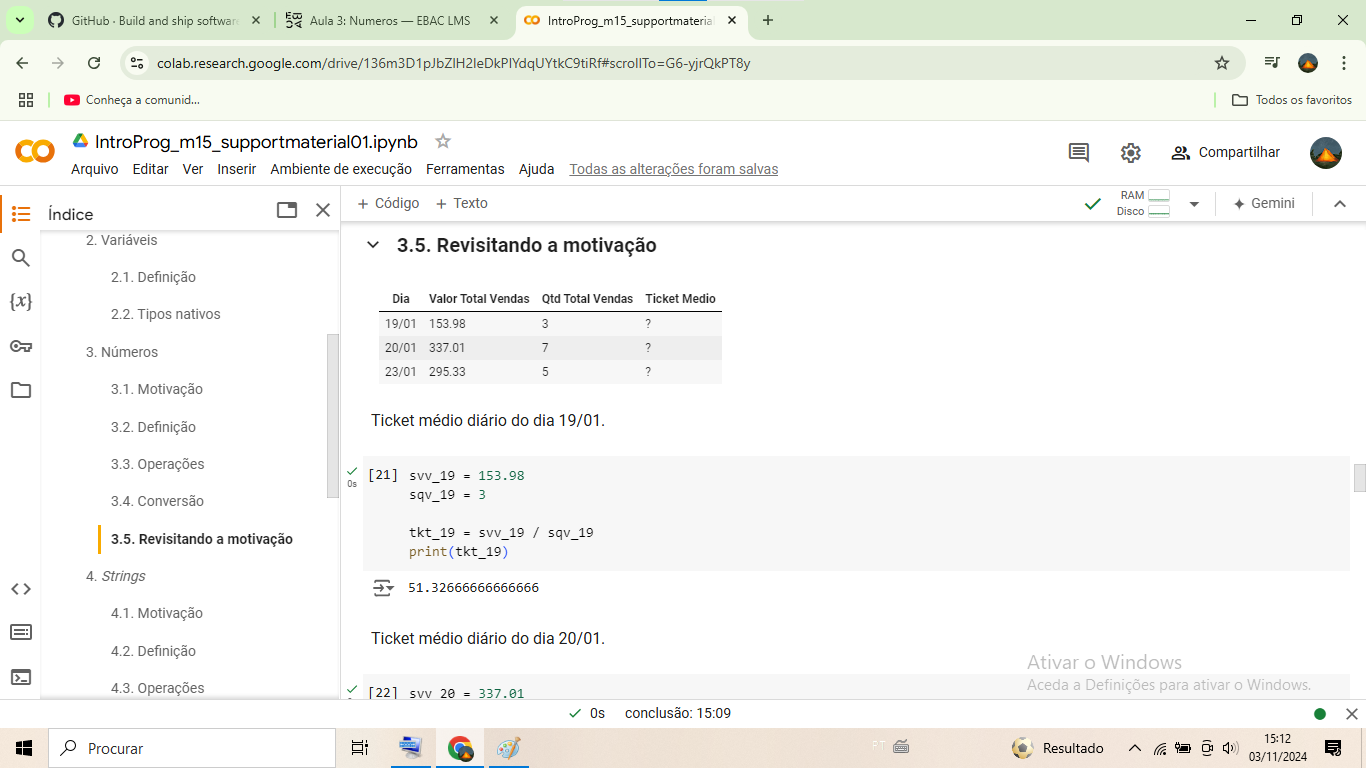 GitHub · Build and ship software
Aula 3: Numeros — EBAC LMS
IntroProg_m15_supportmaterial
colab.research.google.com/drive/136m3D1pJbZlH2IeDkPlYdqUYtkC9tiRf#scrollTo=G6-yjrQkPT8y
Conheça a comunid...
Todos os favoritos
IntroProg_m15_supportmaterial01.ipynb
Arquivo Editar Ver Inserir Ambiente de execução Ferramentas Ajuda Todas as alterações foram salvas
Compartilhar
Índice
+ Código + Texto
RAM
Disco
Gemini
2. Variáveis
2.1. Definição
2.2. Tipos nativos
3. Números
3.1. Motivação
3.2. Definição
3.3. Operações
3.4. Conversão
3.5. Revisitando a motivação
4. Strings
4.1. Motivação
4.2. Definição
4.3. Operações
3.5. Revisitando a motivação
Dia Valor Total Vendas Qtd Total Vendas Ticket Medio
19/01 153.98 3 ?
20/01 337.01 7 ?
23/01 295.33 5 ?
Ticket médio diário do dia 19/01.
0s
[21] svv_19 = 153.98
sqv_19 = 3
tkt_19 = svv_19 / sqv_19
print(tkt_19)
51.32666666666666
Ticket médio diário do dia 20/01.
[22] svv_20 = 337.01
Ativar o Windows
Aceda a Definições para ativar o Windows.
0s conclusão: 15:09
Procurar
PT
Resultado
15:12
03/11/2024